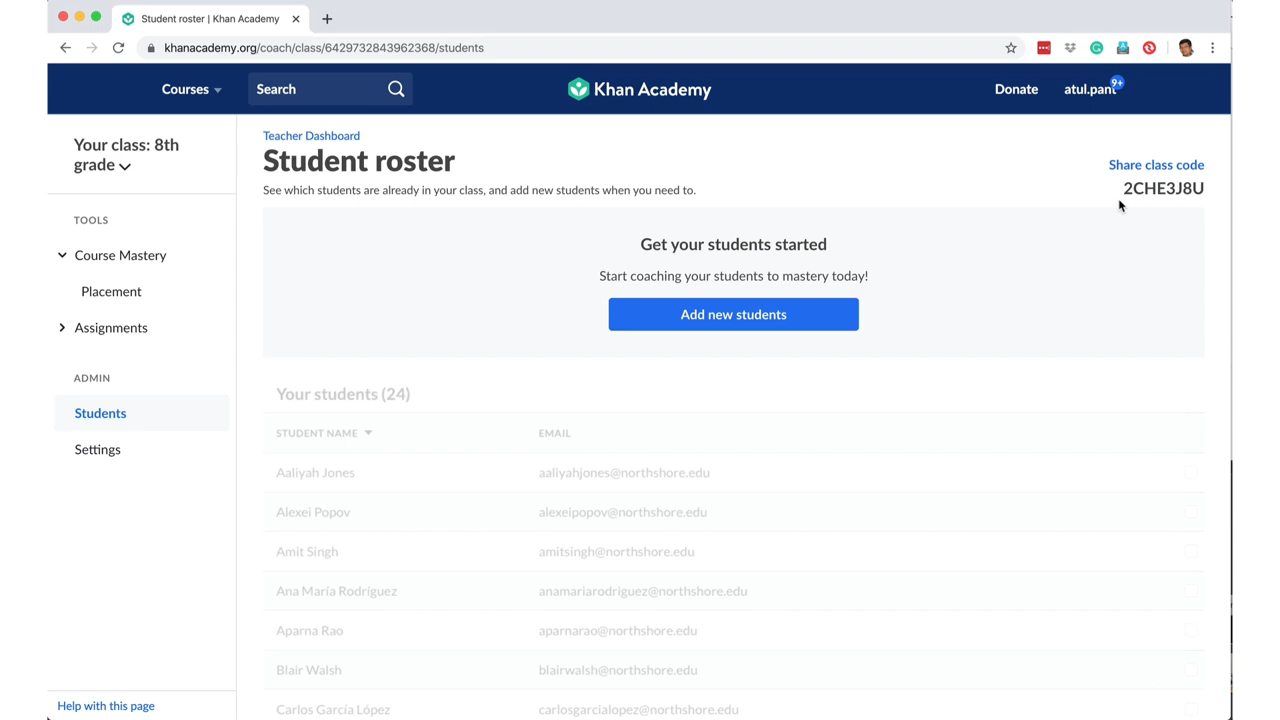 Student roster | Khan Academy
khanacademy.org/coach/class/6429732843962368/students
Courses
Search
Khan Academy
Donate
atul.pant
9+
Your class: 8th
grade
TOOLS
Course Mastery
Placement
Assignments
ADMIN
Students
Settings
Help with this page
Teacher Dashboard
Student roster
See which students are already in your class, and add new students when you need to.
Share class code
2CHE3J8U
Get your students started
Start coaching your students to mastery today!
Add new students
Your students (24)
STUDENT NAME EMAIL
Aaliyah Jones aaliyahjones@northshore.edu
Alexei Popov alexeipopov@northshore.edu
Amit Singh amitsingh@northshore.edu
Ana María Rodríguez anamariarodriguez@northshore.edu
Aparna Rao aparnarao@northshore.edu
Blair Walsh blairwalsh@northshore.edu
Carlos García López carlosgarcialopez@northshore.edu